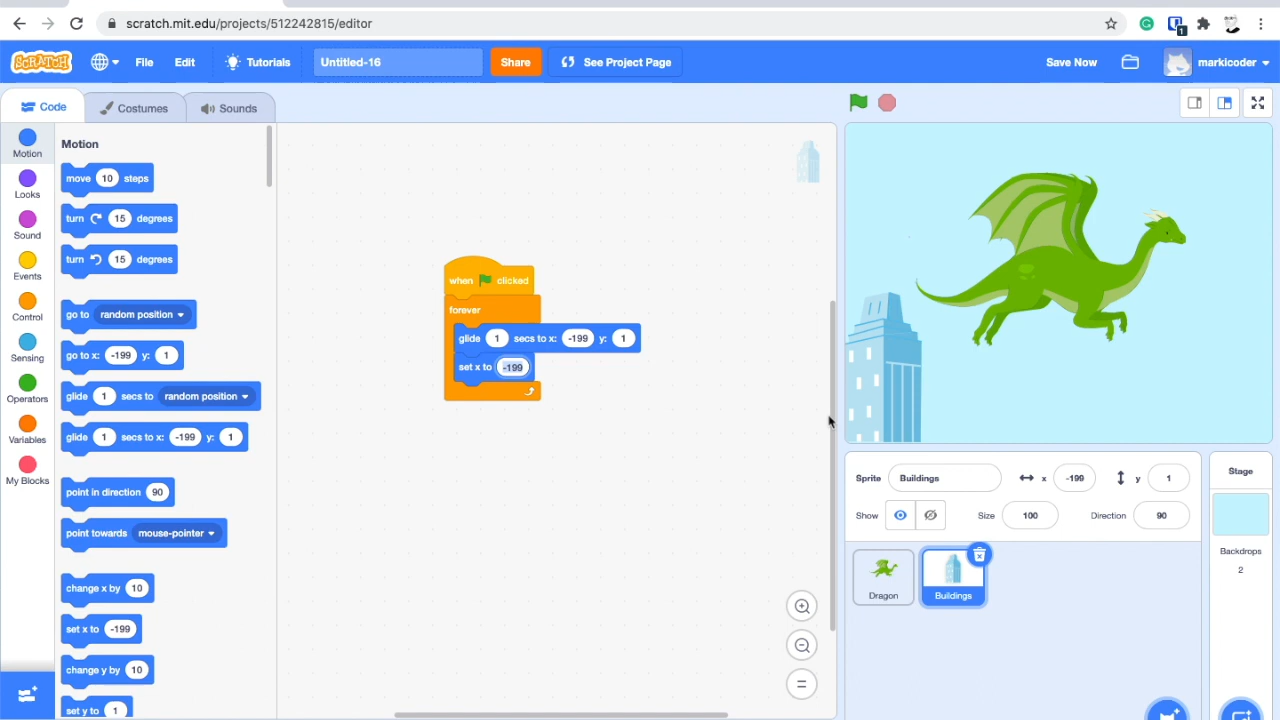 scratch.mit.edu/projects/512242815/editor
1
SCRATCH File Edit Tutorials Untitled-16 Share See Project Page Save Now markicoder
Code Costumes Sounds
Motion
Looks
Sound
Events
Control
Sensing
Operators
Variables
My Blocks
Motion
move 10 steps
turn 15 degrees
turn 15 degrees
go to random position
go to x: -199 y: 1
glide 1 secs to random position
glide 1 secs to x: -199 y: 1
point in direction 90
point towards mouse-pointer
change x by 10
set x to -199
change y by 10
set y to 1
when clicked
forever
glide 1 secs to x: -199 y: 1
set x to -199
Sprite Buildings x -199 y 1
Show Size 100 Direction 90
Dragon
Buildings
Stage
Backdrops
2